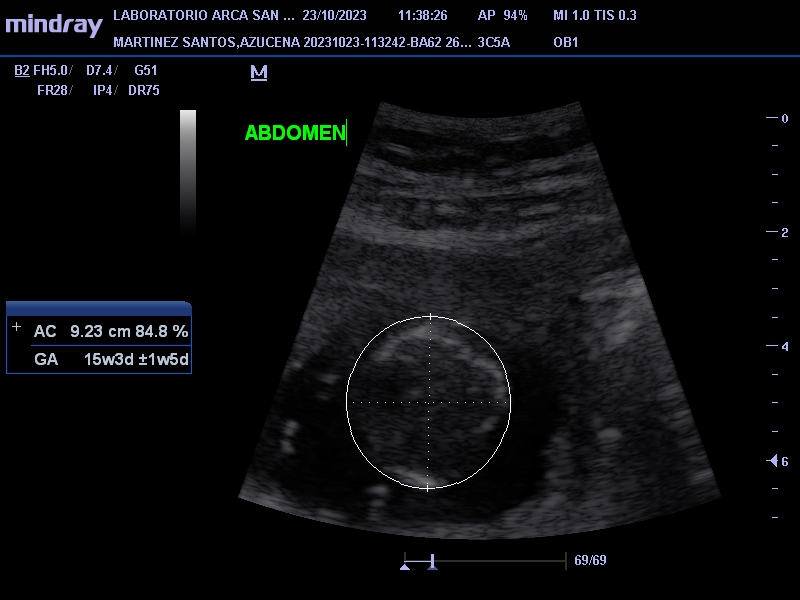 mindray
LABORATORIO ARCA SAN ... 23/10/2023 11:38:26 AP 94% MI 1.0 TIS 0.3
MARTINEZ SANTOS,AZUCENA 20231023-113242-BA62 26... 3C5A OB1
B2 FH5.0/ D7.4/ G51
FR28/ IP4/ DR75
M
ABDOMEN
0
2
4
6
+ AC 9.23 cm 84.8 %
GA 15w3d ±1w5d
69/69